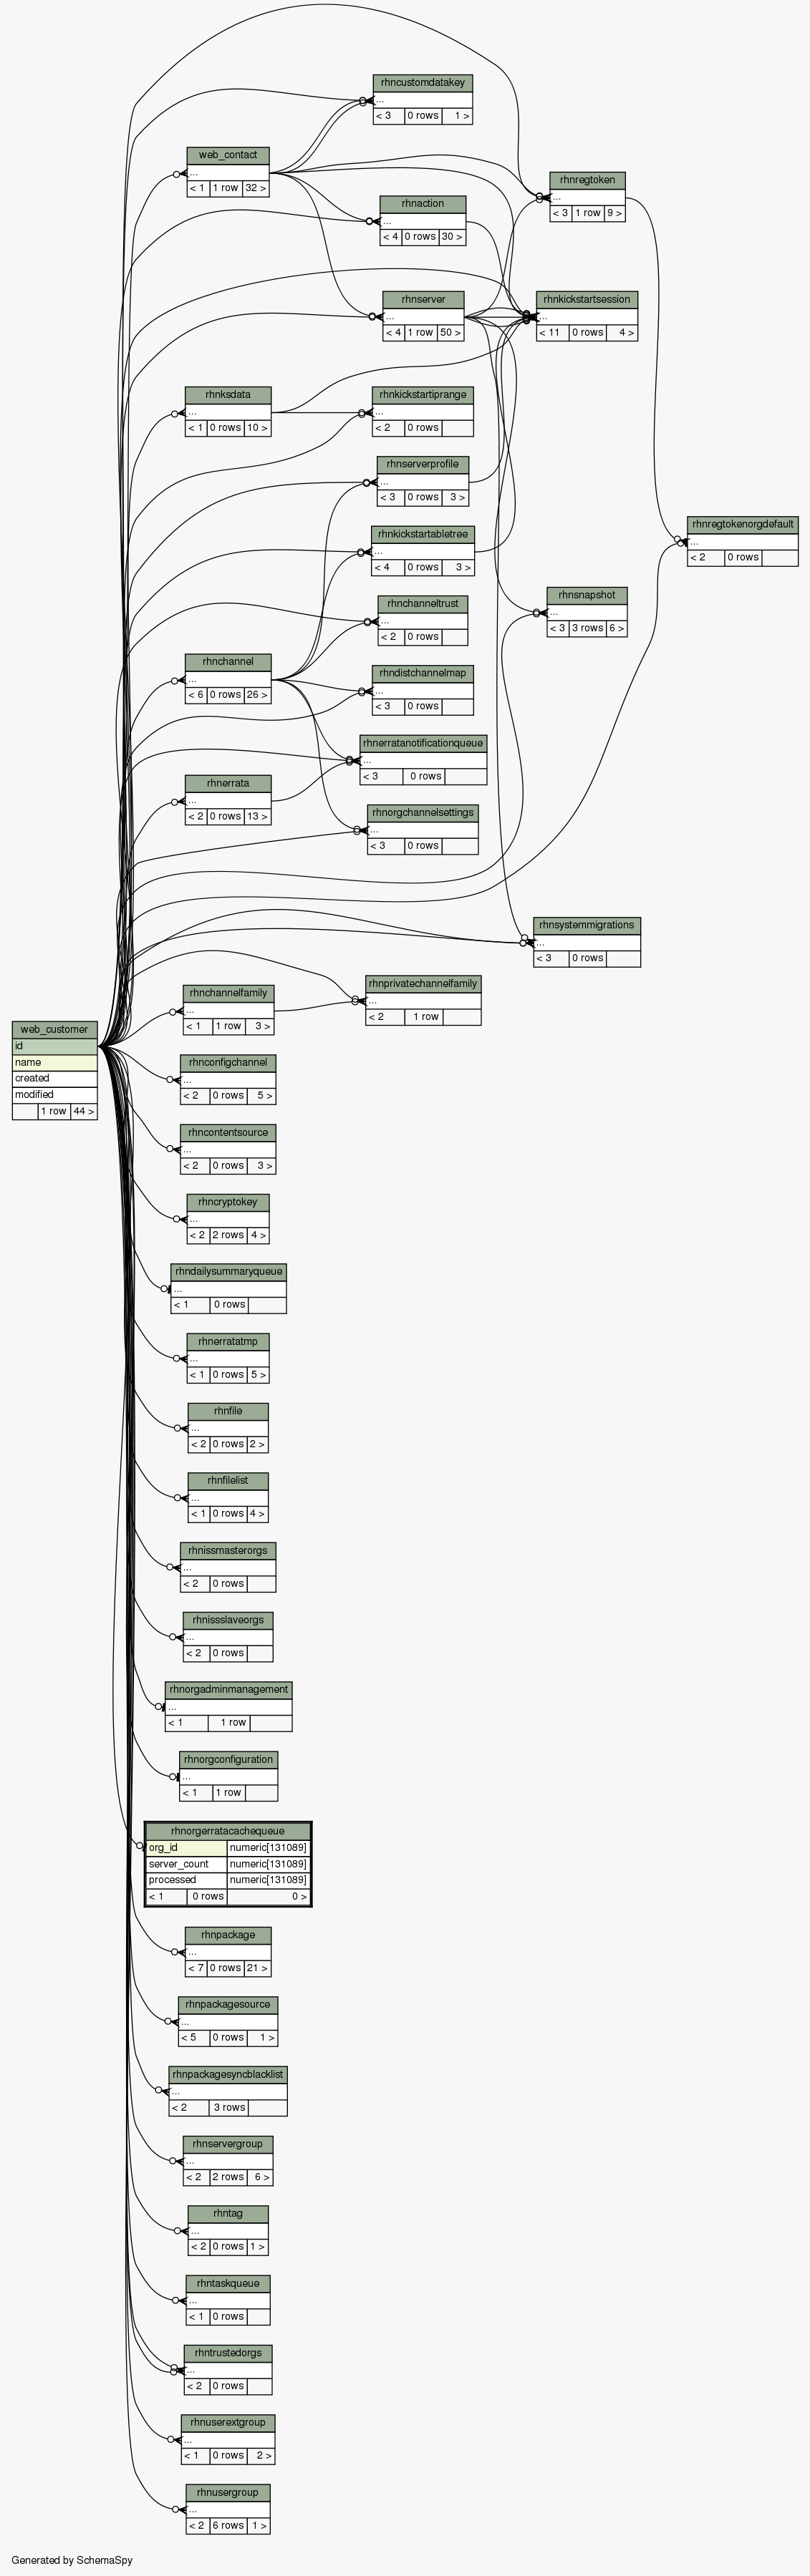 rhncustomdatakey
...
< 3 0 rows 1 >
web_contact
...
< 1 1 row 32 >
rhnregtoken
...
< 3 1 row 9 >
rhnaction
...
< 4 0 rows 30 >
rhnserver
...
< 4 1 row 50 >
rhnkickstartsession
...
< 11 0 rows 4 >
rhnksdata
...
< 1 0 rows 10 >
rhnkickstartiprange
...
< 2 0 rows
rhnserverprofile
...
< 3 0 rows 3 >
rhnkickstartabletree
...
< 4 0 rows 3 >
rhnregtokenorgdefault
...
< 2 0 rows
rhnsnapshot
...
< 3 3 rows 6 >
rhnchanneltrust
...
< 2 0 rows
rhnchannel
...
< 6 0 rows 26 >
rhndistchannelmap
...
< 3 0 rows
rhnerratanotificationqueue
...
< 3 0 rows
rhnerrata
...
< 2 0 rows 13 >
rhnorgchannelsettings
...
< 3 0 rows
rhnsystemmigrations
...
< 3 0 rows
rhnchannelfamily
...
< 1 1 row 3 >
rhnprivatechannelfamily
...
< 2 1 row
web_customer
id
name
created
modified
1 row 44 >
rhnconfigchannel
...
< 2 0 rows 5 >
rhncontentsource
...
< 2 0 rows 3 >
rhncryptokey
...
< 2 2 rows 4 >
rhndailysummaryqueue
...
< 1 0 rows
rhnerratatmp
...
< 1 0 rows 5 >
rhnfile
...
< 2 0 rows 2 >
rhnfilelist
...
< 1 0 rows 4 >
rhnissmasterorgs
...
< 2 0 rows
rhnissslaveorgs
...
< 2 0 rows
rhnorgadminmanagement
...
< 1 1 row
rhnorgconfiguration
...
< 1 1 row
rhnorgerratacachequeue
org_id numeric[131089]
server_count numeric[131089]
processed numeric[131089]
< 1 0 rows 0 >
rhnpackage
...
< 7 0 rows 21 >
rhnpackagesource
...
< 5 0 rows 1 >
rhnpackagesyncblacklist
...
< 2 3 rows
rhnservergroup
...
< 2 2 rows 6 >
rhntag
...
< 2 0 rows 1 >
rhntaskqueue
...
< 1 0 rows
rhntrustedorgs
...
< 2 0 rows
rhnuserextgroup
...
< 1 0 rows 2 >
rhnusergroup
...
< 2 6 rows 1 >
Generated by SchemaSpy